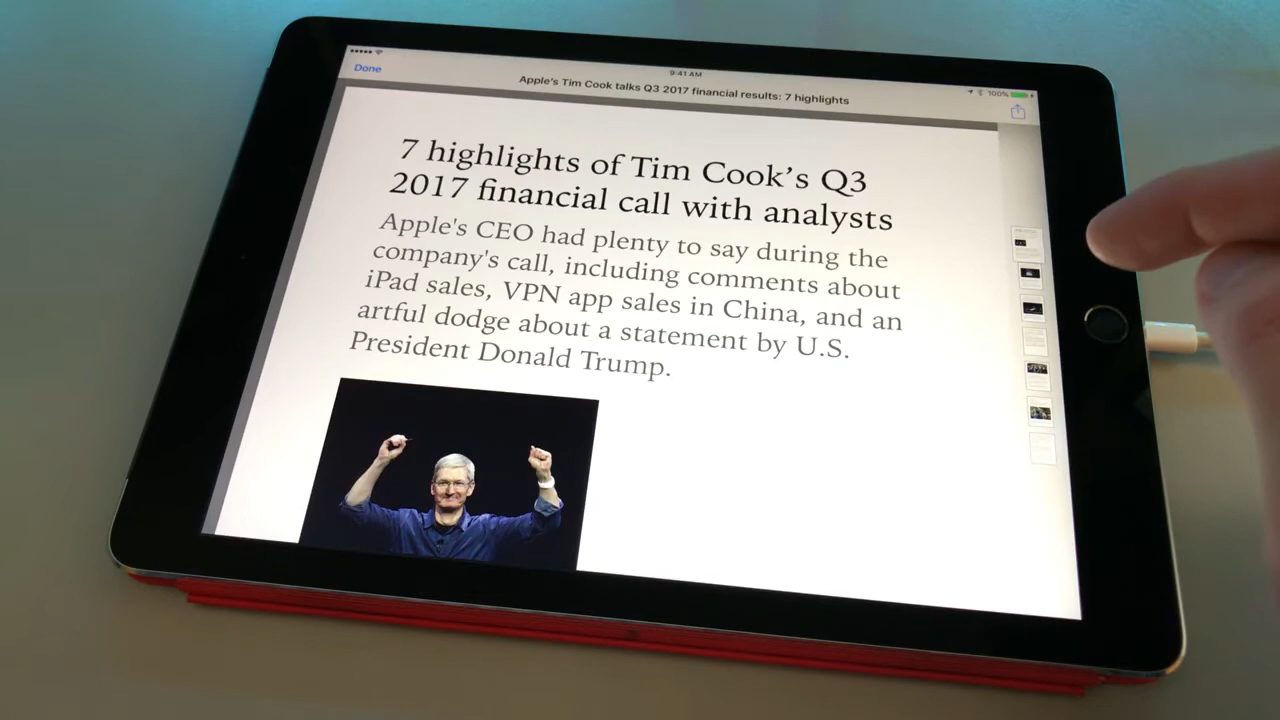 9:41 AM
100%
Done
Apple's Tim Cook talks Q3 2017 financial results: 7 highlights
7 highlights of Tim Cook’s Q3
2017 financial call with analysts
Apple's CEO had plenty to say during the
company's call, including comments about
iPad sales, VPN app sales in China, and an
artful dodge about a statement by U.S.
President Donald Trump.